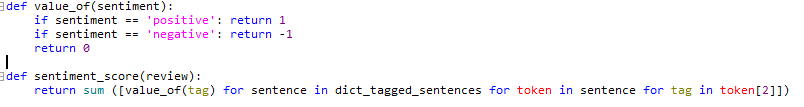 def value_of(sentiment):
    if sentiment == 'positive': return 1
    if sentiment == 'negative': return -1
    return 0
def sentiment_score(review):
    return sum ([value_of(tag) for sentence in dict_tagged_sentences for token in sentence for tag in token[2]])